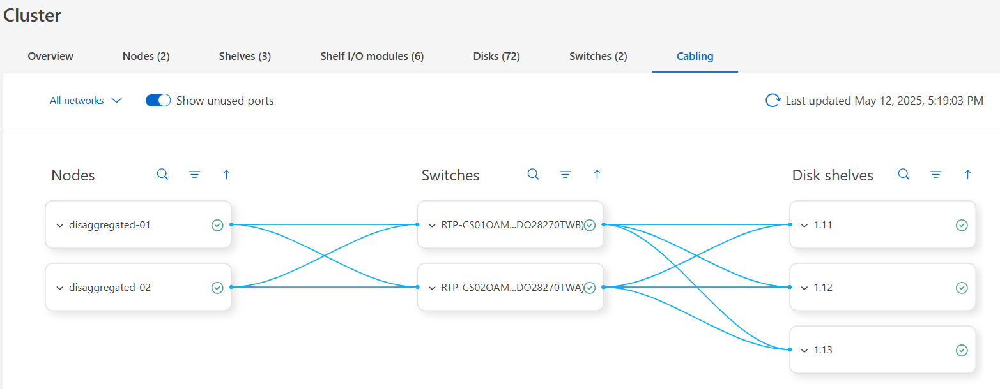 Cluster
Overview Nodes (2) Shelves (3) Shelf I/O modules (6) Disks (72) Switches (2) Cabling
All networks Show unused ports Last updated May 12, 2025, 5:19:03 PM
Nodes Switches Disk shelves
disaggregated-01 RTP-CS01OAM...DO28270TWB) 1.11
disaggregated-02 RTP-CS02OAM...DO28270TWA) 1.12
1.13